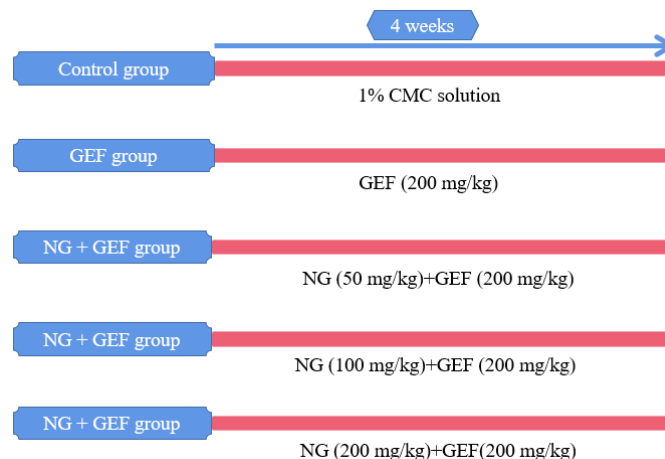 4 weeks
Control group
1% CMC solution
GEF group
GEF (200 mg/kg)
NG + GEF group
NG (50 mg/kg)+GEF (200 mg/kg)
NG + GEF group
NG (100 mg/kg)+GEF (200 mg/kg)
NG + GEF group
NG (200 mg/kg)+GEF(200 mg/kg)